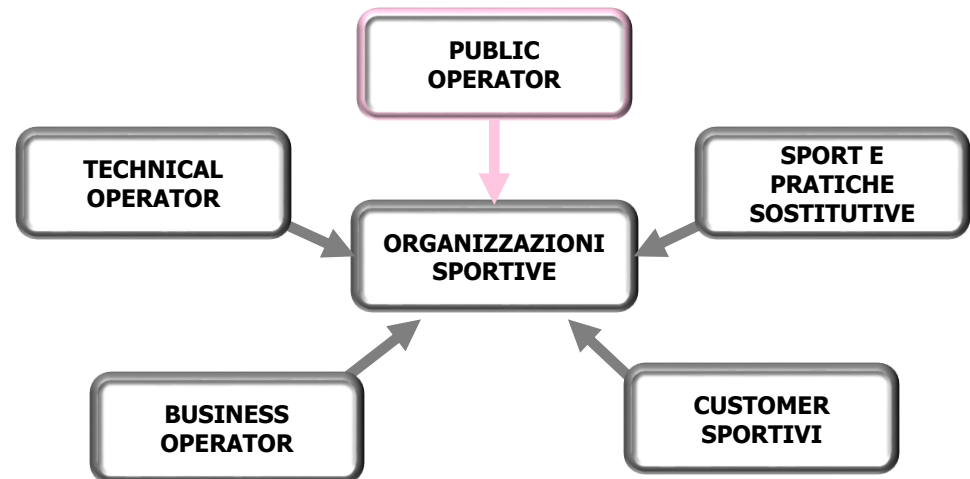 PUBLIC
OPERATOR
TECHNICAL
OPERATOR
SPORT E
PRATICHE
SOSTITUTIVE
ORGANIZZAZIONI
SPORTIVE
BUSINESS
OPERATOR
CUSTOMER
SPORTIVI